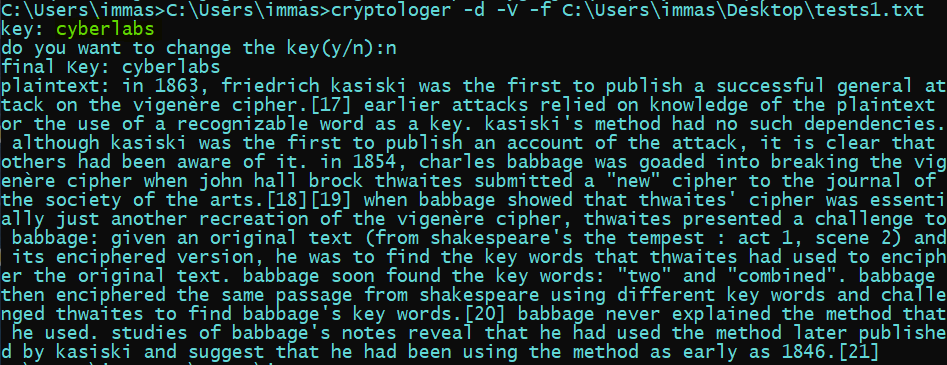 C:\Users\immas>C:\Users\immas>cryptologer -d -v -f C:\Users\immas\Desktop\tests1.txt
key: cyberlabs
do you want to change the key(y/n):n
final Key: cyberlabs
plaintext: in 1863, friedrich kasiski was the first to publish a successful general at
tack on the vigenère cipher.[17] earlier attacks relied on knowledge of the plaintext
or the use of a recognizable word as a key. kasiski's method had no such dependencies.
although kasiski was the first to publish an account of the attack, it is clear that
others had been aware of it. in 1854, charles babbage was goaded into breaking the vig
enère cipher when john hall brock thwaites submitted a "new" cipher to the journal of
the society of the arts.[18][19] when babbage showed that thwaites' cipher was essenti
ally just another recreation of the vigenère cipher, thwaites presented a challenge to
babbage: given an original text (from shakespeare's the tempest : act 1, scene 2) and
its enciphered version, he was to find the key words that thwaites had used to enciph
er the original text. babbage soon found the key words: "two" and "combined". babbage
then enciphered the same passage from shakespeare using different key words and challe
nged thwaites to find babbage's key words.[20] babbage never explained the method that
he used. studies of babbage's notes reveal that he had used the method later publishe
d by kasiski and suggest that he had been using the method as early as 1846.[21]